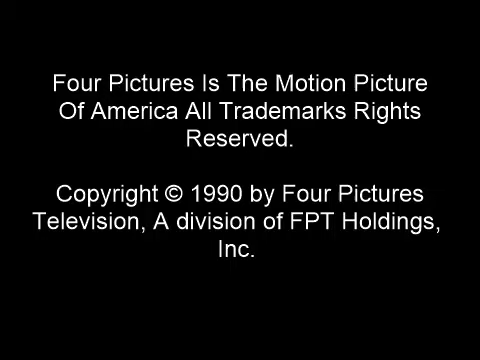 Four Pictures Is The Motion Picture
Of America All Trademarks Rights
Reserved.
Copyright © 1990 by Four Pictures
Television, A division of FPT Holdings,
Inc.